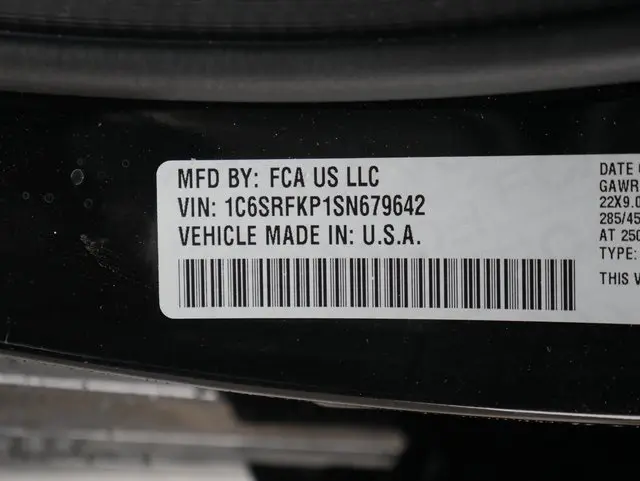 MFD BY: FCA US LLC
VIN: 1C6SRFKP1SN679642
VEHICLE MADE IN: U.S.A.
DATE
GAWR
22X9.0
285/45
AT 250
TYPE:
THIS